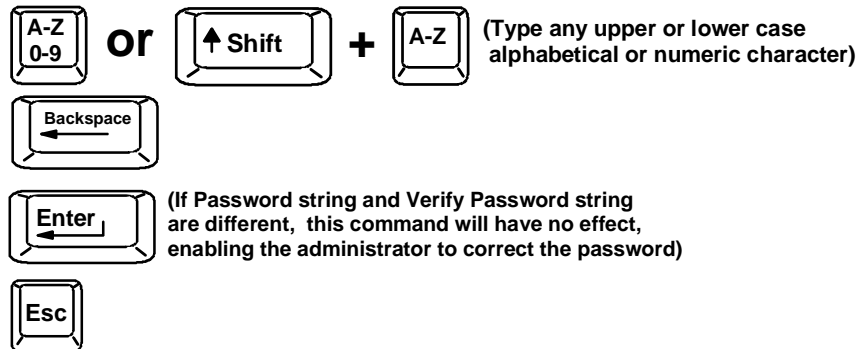 A-Z
0-9
or
Shift
+
A-Z
(Type any upper or lower case
alphabetical or numeric character)
Backspace
Enter
(If Password string and Verify Password string
are different, this command will have no effect,
enabling the administrator to correct the password)
Esc